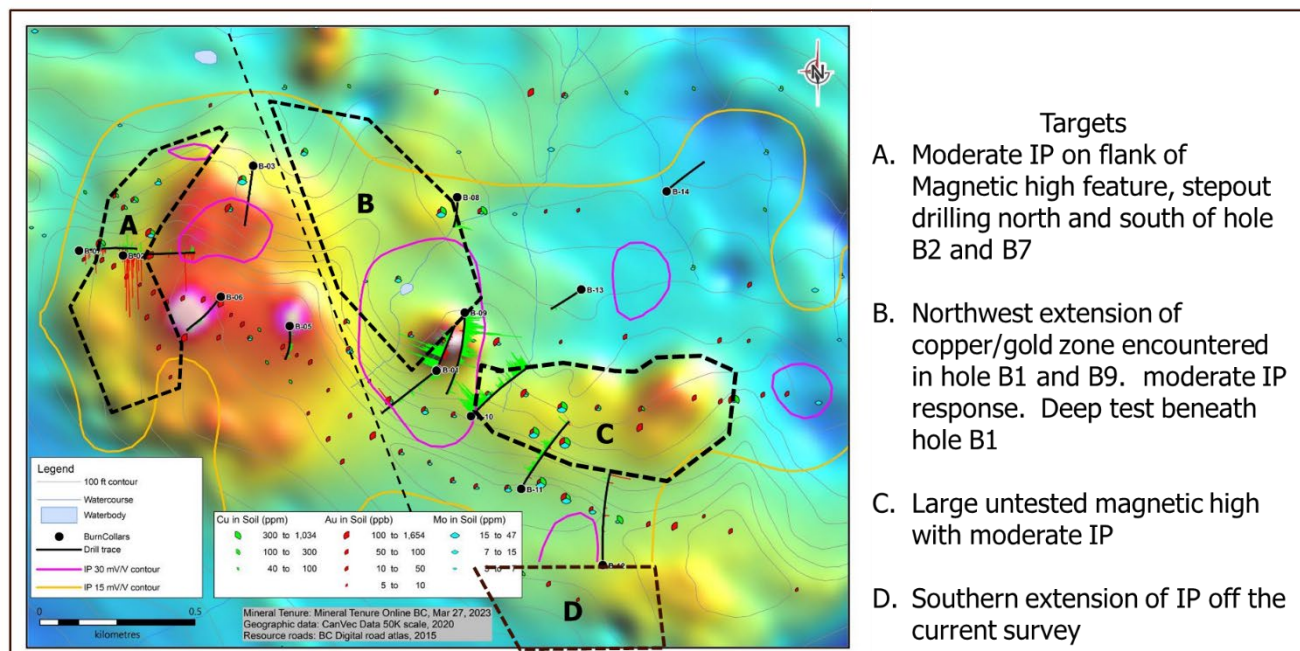 N
B-03
B-08
B-14
A
B
B-07
B-02
B-06
B-13
B-05
B-09
B-01
C
B-11
D
Legend
100 ft contour
Watercourse
Waterbody
BurnCollars
Drill trace
IP 30 mV/V contour
IP 15 mV/V contour
0 0.5
kilometres
Cu in Soil (ppm) Au in Soil (ppb) Mo in Soil (ppm)
300 to 1,034 100 to 1,654 15 to 47
100 to 300 50 to 100 7 to 15
40 to 100 10 to 50
5 to 10
Mineral Tenure: Mineral Tenure Online BC, Mar 27, 2023
Geographic data: CanVec Data 50K scale, 2020
Resource roads: BC Digital road atlas, 2015
Targets
A. Moderate IP on flank of
Magnetic high feature, stepout
drilling north and south of hole
B2 and B7
B. Northwest extension of
copper/gold zone encountered
in hole B1 and B9. moderate IP
response. Deep test beneath
hole B1
C. Large untested magnetic high
with moderate IP
D. Southern extension of IP off the
current survey